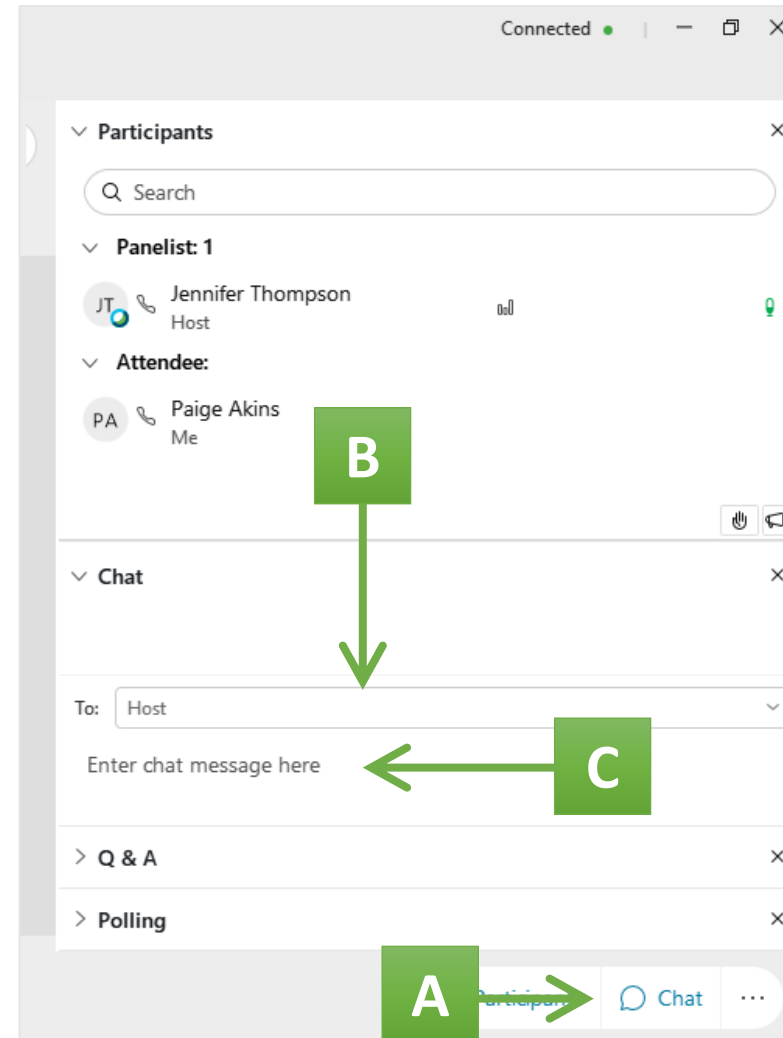 Connected
Participants
Search
Panelist: 1
JT
Jennifer Thompson
Host
Attendee:
PA
Paige Akins
Me
B
Chat
To: Host
Enter chat message here
C
Q & A
Polling
A
Chat